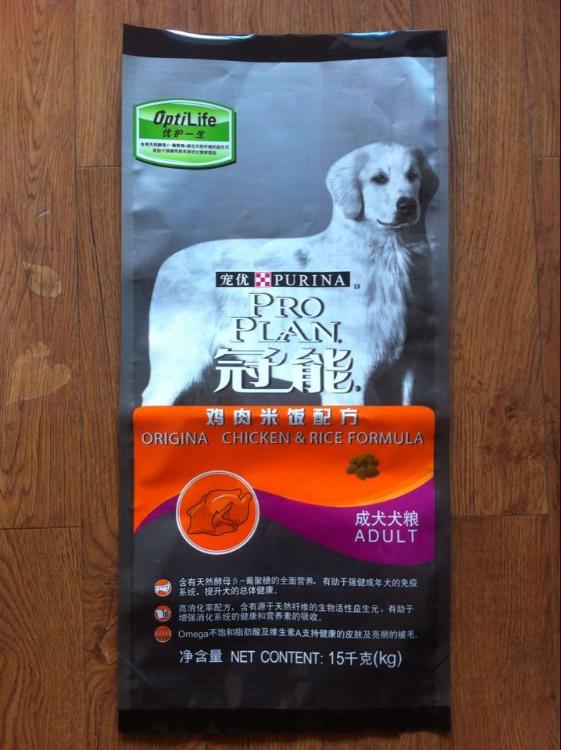 OptiLife
优护一生
宠优 PURINA
PRO
PLAN
冠能
鸡肉米饭配方
ORIGINA CHICKEN & RICE FORMULA
成犬犬粮
ADULT
含有天然酵母β-葡聚糖的全面营养，有助于强健成年犬的免疫
系统，提升犬的总体健康。
高消化率配方，含有源于天然纤维的生物活性益生元，有助于
增强消化系统的健康和营养素的吸收。
Omega不饱和脂肪酸及维生素A支持健康的皮肤及亮丽的被毛。
净含量 NET CONTENT: 15千克(kg)